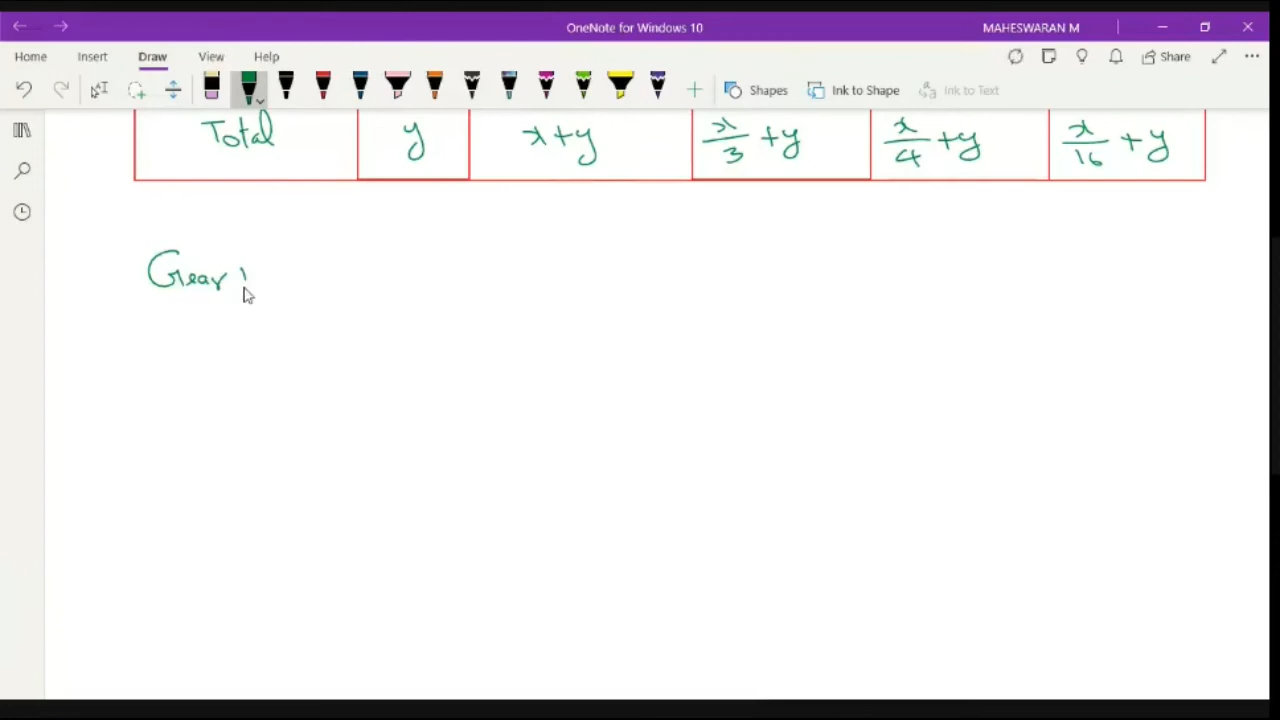 OneNote for Windows 10
MAHESWARAN M
Home Insert Draw View Help
Share
Shapes Ink to Shape Ink to Text
Total y x+y x/3 +y x/4 +y x/16 +y
Gear